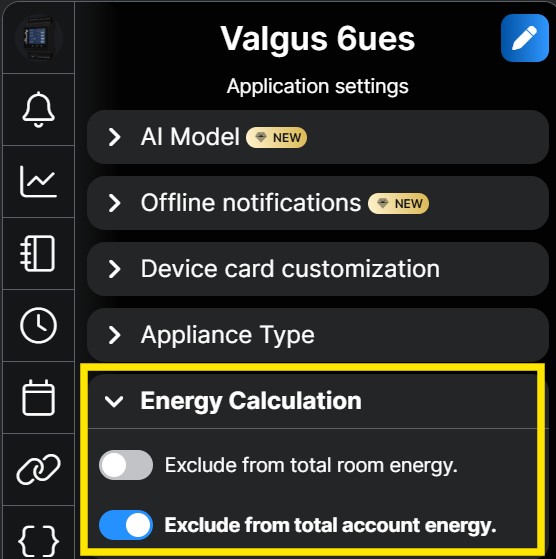 Valgus 6ues
Application settings
AI Model NEW
Offline notifications NEW
Device card customization
Appliance Type
Energy Calculation
Exclude from total room energy.
Exclude from total account energy.